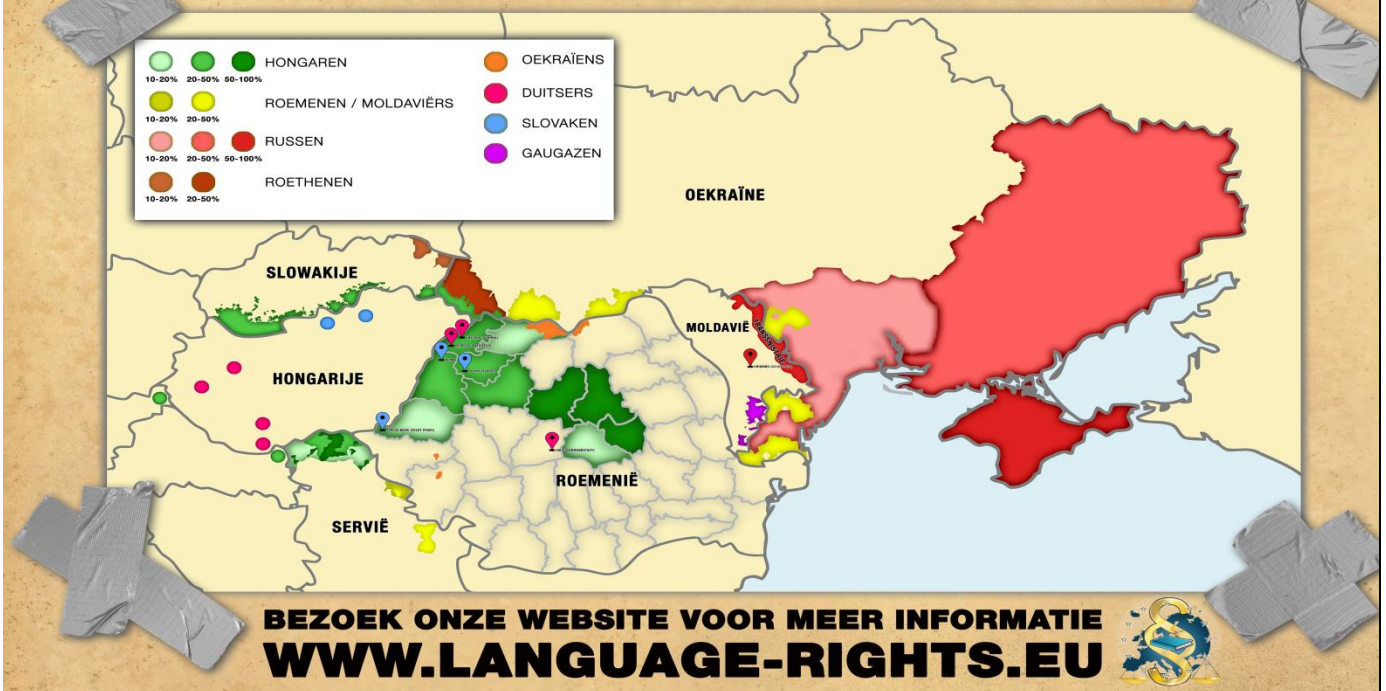 HONGAREN
10-20% 20-50% 50-100%
ROEMENEN / MOLDAVIËRS
10-20% 20-50%
RUSSEN
10-20% 20-50% 50-100%
ROETHENEN
10-20% 20-50%
OEKRAÏENS
DUITSERS
SLOVAKEN
GAUGAZEN
OEKRAÏNE
SLOWAKIJE
MOLDAVIË
HONGARIJE
ROEMENIË
SERVIË
BEZOEK ONZE WEBSITE VOOR MEER INFORMATIE
WWW.LANGUAGE-RIGHTS.EU